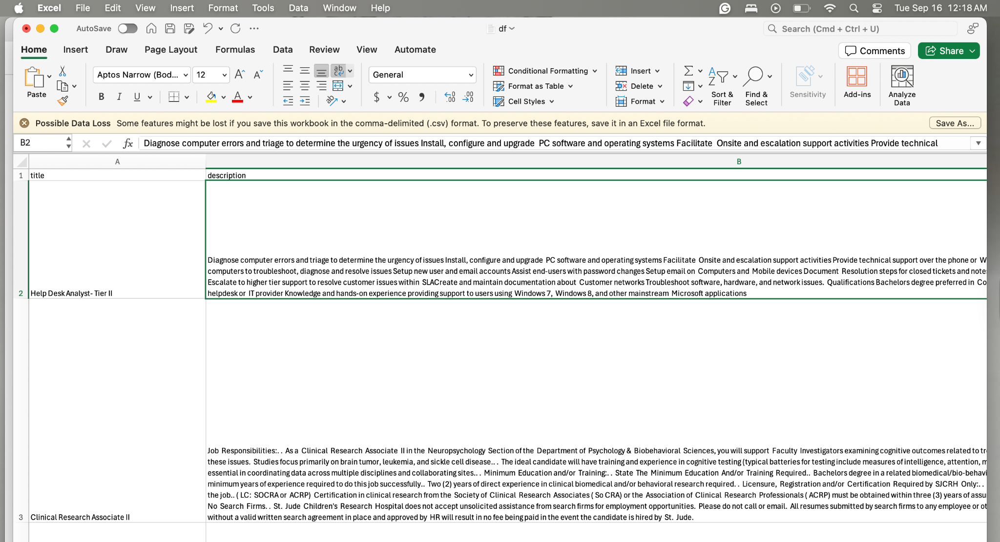 Excel File Edit View Insert Format Tools Data Window Help Tue Sep 16 12:18 AM
AutoSave df Search (Cmd + Ctrl + U)
Home Insert Draw Page Layout Formulas Data Review View Automate Comments Share
Aptos Narrow (Bod... 12 General Conditional Formatting Insert
Format as Table Delete
Paste Sort & Filter Find & Select Sensitivity Add-ins Analyze Data
B I U $ % Cell Styles Format
Possible Data Loss Some features might be lost if you save this workbook in the comma-delimited (.csv) format. To preserve these features, save it in an Excel file format. Save As...
B2 fx Diagnose computer errors and triage to determine the urgency of issues Install, configure and upgrade PC software and operating systems Facilitate Onsite and escalation support activities Provide technical
A B
1 title description
Diagnose computer errors and triage to determine the urgency of issues Install, configure and upgrade PC software and operating systems Facilitate Onsite and escalation support activities Provide technical support over the phone or W
computers to troubleshoot, diagnose and resolve issues Setup new user and email accounts Assist end-users with password changes Setup email on Computers and Mobile devices Document Resolution steps for closed tickets and note
Escalate to higher tier support to resolve customer issues within SLACreate and maintain documentation about Customer networks Troubleshoot software, hardware, and network issues. Qualifications Bachelors degree preferred in Co
2 Help Desk Analyst- Tier II helpdesk or IT provider Knowledge and hands-on experience providing support to users using Windows 7, Windows 8, and other mainstream Microsoft applications
Job Responsibilities:. . As a Clinical Research Associate II in the Neuropsychology Section of the Department of Psychology & Biobehavioral Sciences, you will support Faculty Investigators examining cognitive outcomes related to tr
these issues. Studies focus primarily on brain tumor, leukemia, and sickle cell disease... . The ideal candidate will have training and experience in cognitive testing (typical batteries for testing include measures of intelligence, attention, m
essential in coordinating data across multiple disciplines and collaborating sites... . Minimum Education and/or Training:. . State The Minimum Education And/or Training Required.. Bachelors degree in a related biomedical/bio-behavi
minimum years of experience required to do this job successfully.. Two (2) years of direct experience in clinical biomedical and/or behavioral research required. . Licensure, Registration and/or Certification Required by SJCRH Only:. .
the job.. ( LC: SOCRA or ACRP) Certification in clinical research from the Society of Clinical Research Associates ( So CRA) or the Association of Clinical Research Professionals ( ACRP) must be obtained within three (3) years of assu
No Search Firms. . St. Jude Children's Research Hospital does not accept unsolicited assistance from search firms for employment opportunities. Please do not call or email. All resumes submitted by search firms to any employee or ot
3 Clinical Research Associate II without a valid written search agreement in place and approved by HR will result in no fee being paid in the event the candidate is hired by St. Jude.